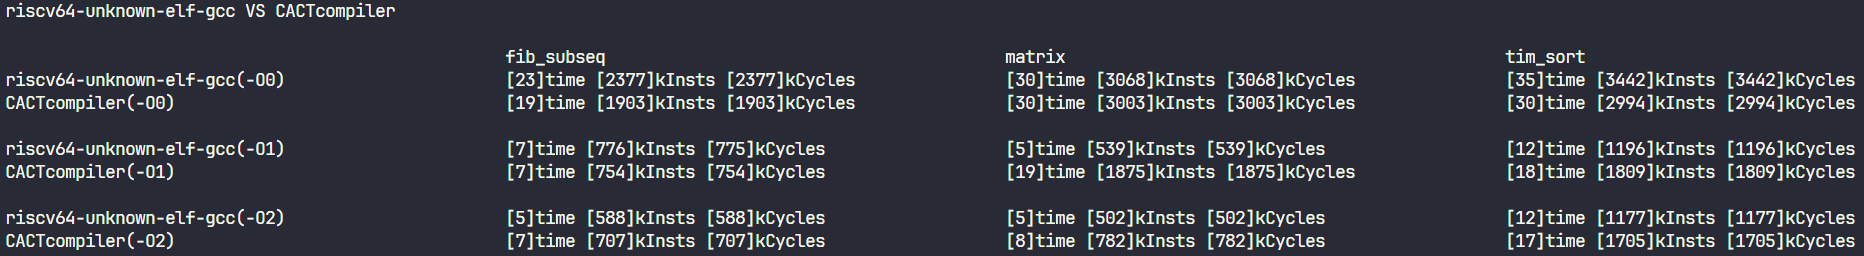 riscv64-unknown-elf-gcc VS CACTcompiler
fib_subseq matrix tim_sort
riscv64-unknown-elf-gcc(-O0) [23]time [2377]kInsts [2377]kCycles [30]time [3068]kInsts [3068]kCycles [35]time [3442]kInsts [3442]kCycles
CACTcompiler(-O0) [19]time [1903]kInsts [1903]kCycles [30]time [3003]kInsts [3003]kCycles [30]time [2994]kInsts [2994]kCycles
riscv64-unknown-elf-gcc(-O1) [7]time [776]kInsts [775]kCycles [5]time [539]kInsts [539]kCycles [12]time [1196]kInsts [1196]kCycles
CACTcompiler(-O1) [7]time [754]kInsts [754]kCycles [19]time [1875]kInsts [1875]kCycles [18]time [1809]kInsts [1809]kCycles
riscv64-unknown-elf-gcc(-O2) [5]time [588]kInsts [588]kCycles [5]time [502]kInsts [502]kCycles [12]time [1177]kInsts [1177]kCycles
CACTcompiler(-O2) [7]time [707]kInsts [707]kCycles [8]time [782]kInsts [782]kCycles [17]time [1705]kInsts [1705]kCycles